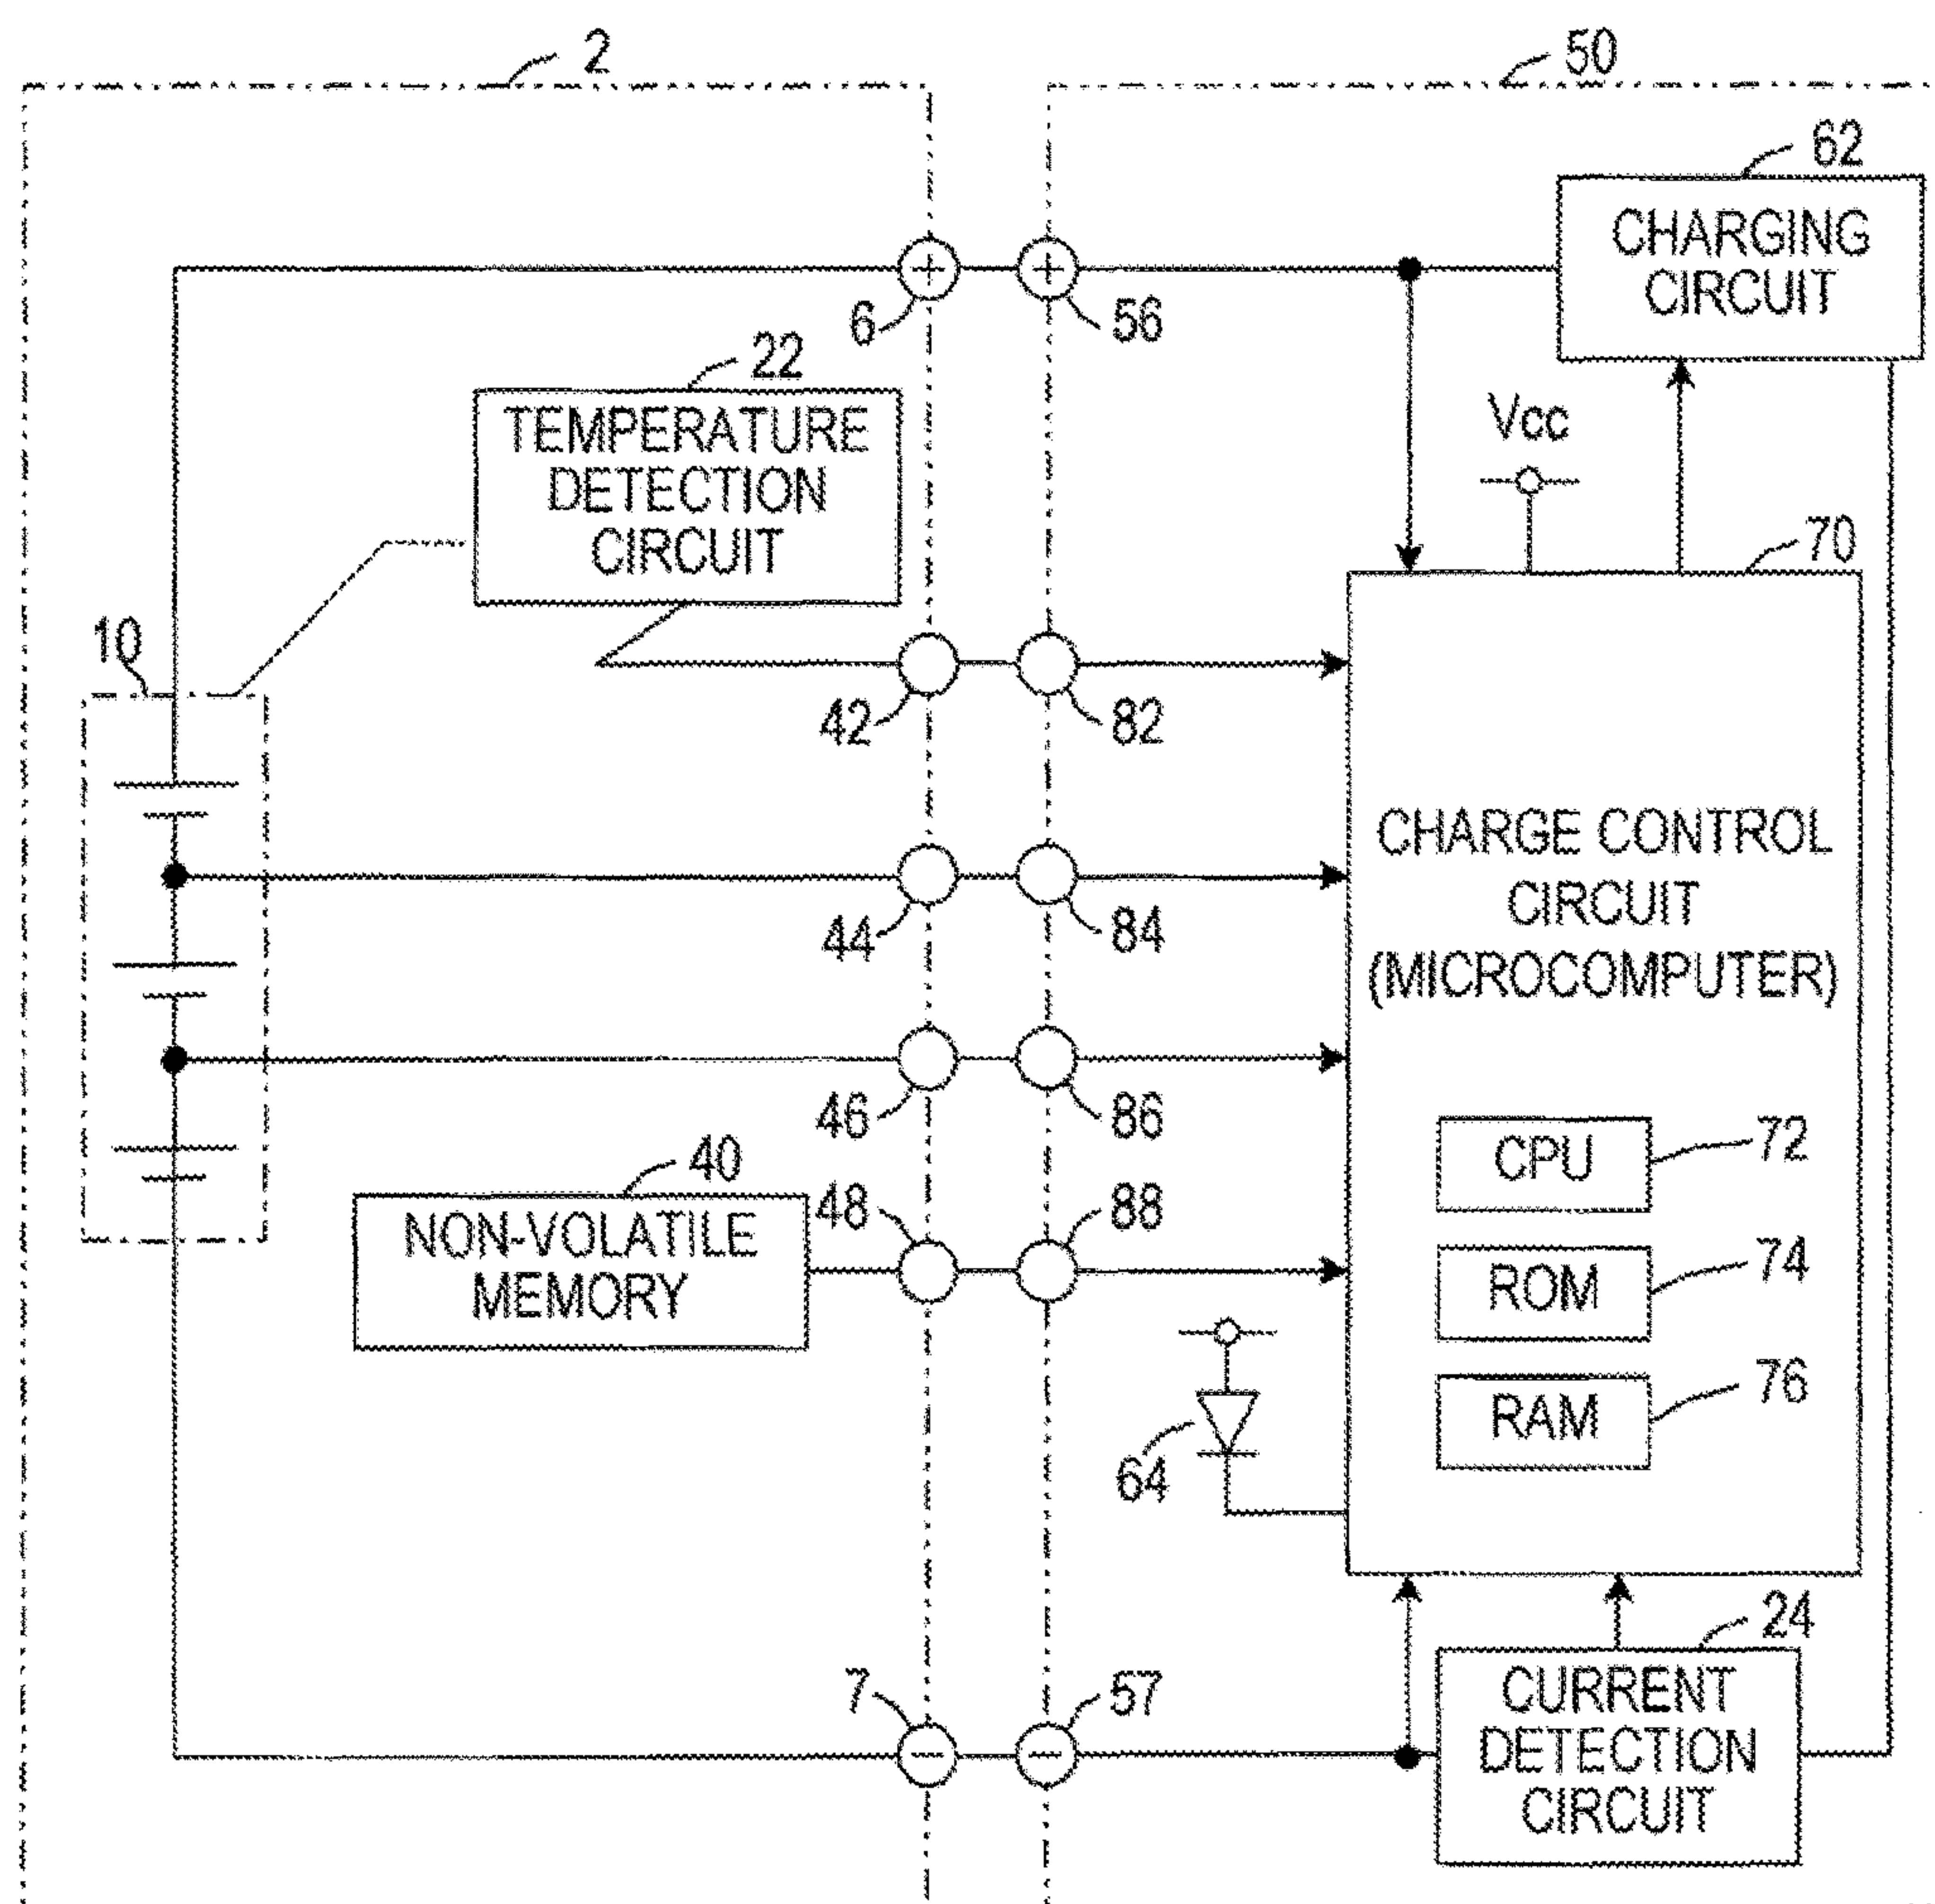 2
50
62
CHARGING
CIRCUIT
+
+
6
56
22
TEMPERATURE
DETECTION
CIRCUIT
Vcc
70
10
42
82
CHARGE CONTROL
CIRCUIT
(MICROCOMPUTER)
44
84
46
86
CPU
72
40
48
88
NON-VOLATILE
MEMORY
ROM
74
RAM
76
64
24
7
57
CURRENT
DETECTION
CIRCUIT
-
-